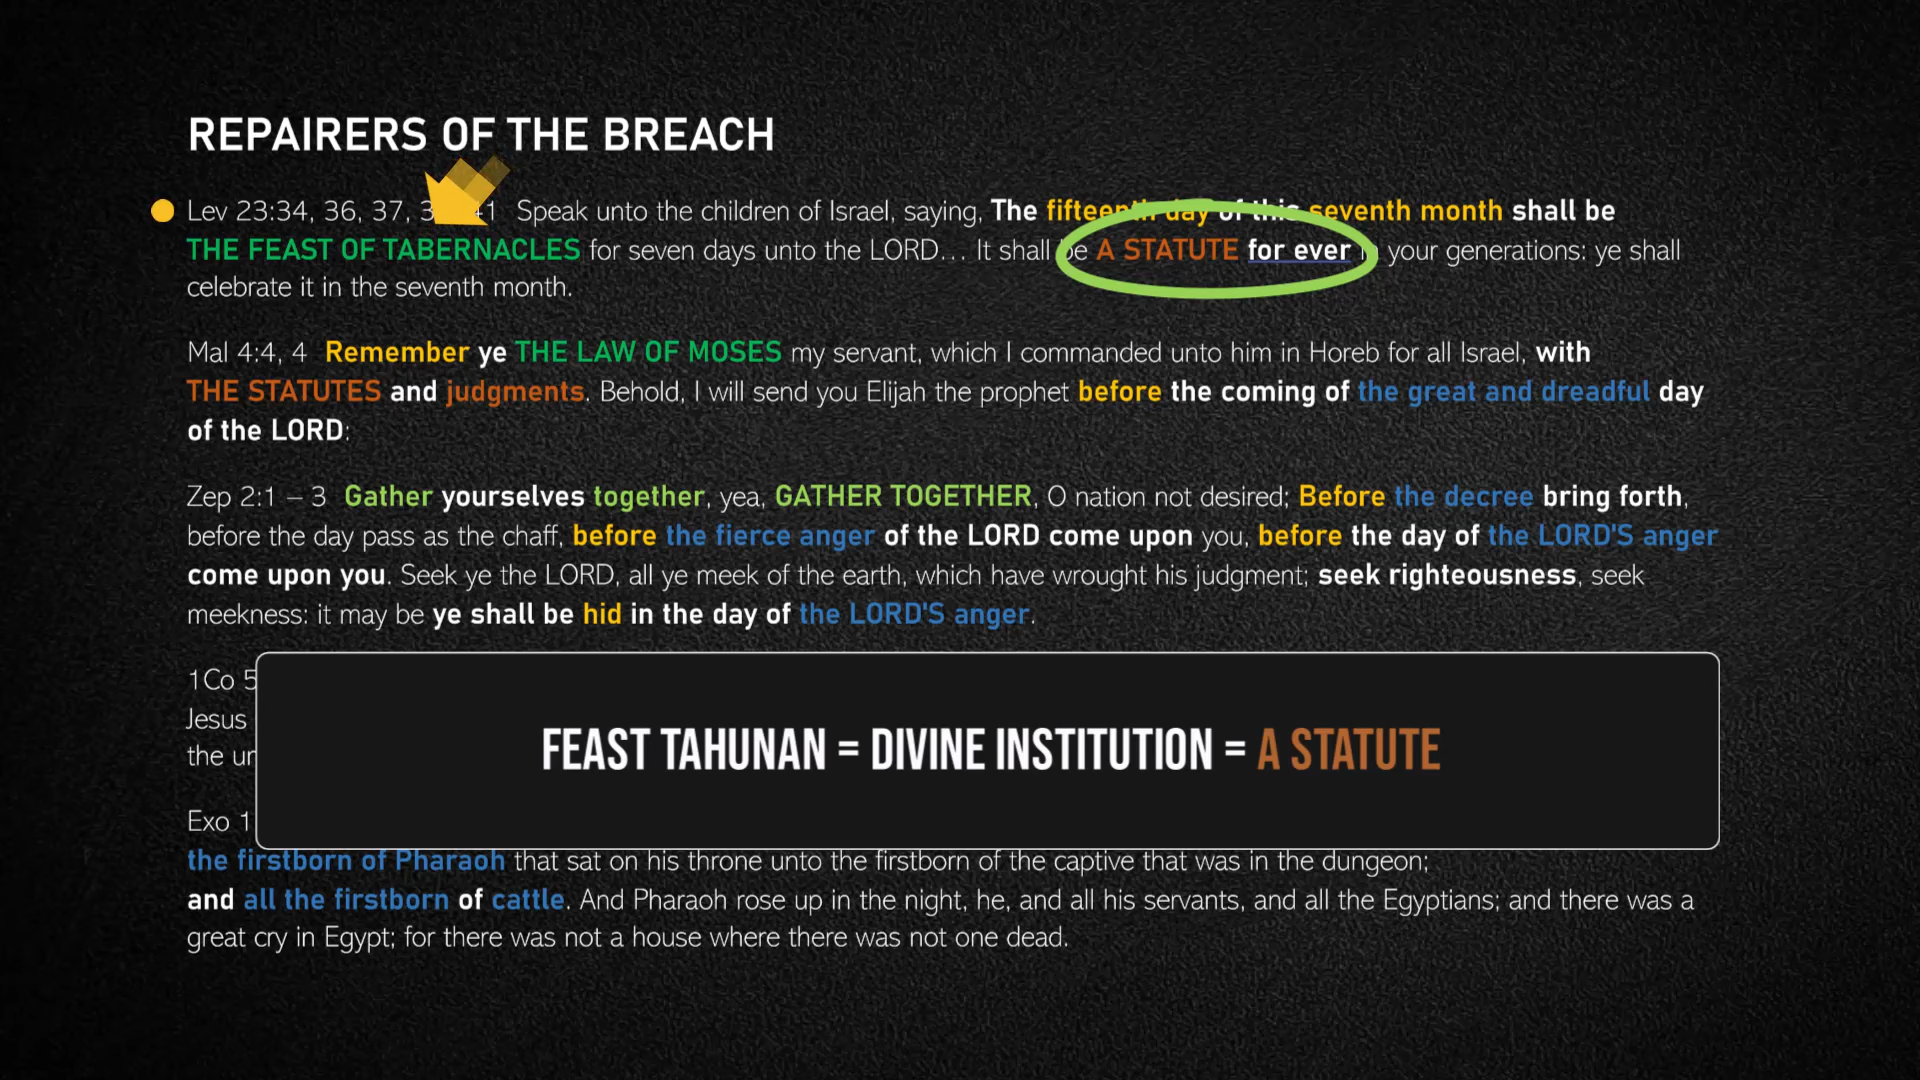 REPAIRERS OF THE BREACH
Lev 23:34, 36, 37, 41 Speak unto the children of Israel, saying, The fifteenth day of this seventh month shall be
THE FEAST OF TABERNACLES for seven days unto the LORD… It shall be A STATUTE for ever in your generations: ye shall
celebrate it in the seventh month.
Mal 4:4, 4 Remember ye THE LAW OF MOSES my servant, which I commanded unto him in Horeb for all Israel, with
THE STATUTES and judgments. Behold, I will send you Elijah the prophet before the coming of the great and dreadful day
of the LORD:
Zep 2:1 – 3 Gather yourselves together, yea, GATHER TOGETHER, O nation not desired; Before the decree bring forth,
before the day pass as the chaff, before the fierce anger of the LORD come upon you, before the day of the LORD'S anger
come upon you. Seek ye the LORD, all ye meek of the earth, which have wrought his judgment; seek righteousness, seek
meekness: it may be ye shall be hid in the day of the LORD'S anger.
1Co 5
Jesus
the
FEAST TAHUNAN = DIVINE INSTITUTION = A STATUTE
Exo 1
the firstborn of Pharaoh that sat on his throne unto the firstborn of the captive that was in the dungeon;
and all the firstborn of cattle. And Pharaoh rose up in the night, he, and all his servants, and all the Egyptians; and there was a
great cry in Egypt; for there was not a house where there was not one dead.